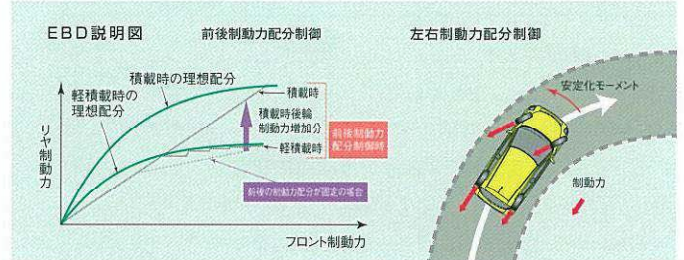 EBD説明図
前後制動力配分制御
左右制動力配分制御
積載時の理想配分
軽積載時の
理想配分
積載時
積載時後輪
制動力増加分
軽積載時
前後制動力
配分制御時
前後の制動力配分が固定の場合
リヤ制動力
フロント制動力
安定化モーメント
制動力